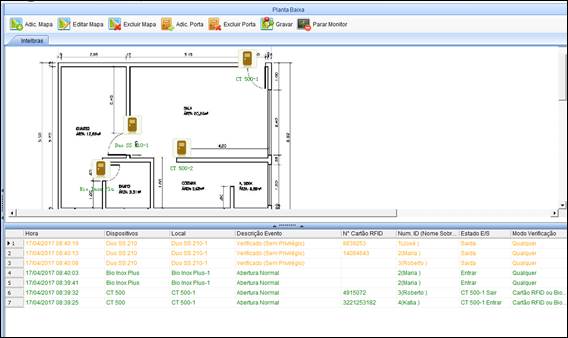 Planta Baixa
Adic. Mapa Editar Mapa Excluir Mapa Adic. Porta Excluir Porta Gravar Parar Monitor
Intelbras
CT 500-1
SALA
QUARTO
Duo SS 210-1
4.20
CT 500-2
Hora Dispositivos Local Descrição Evento Nº Cartão RFID Num. ID (Nome Sobr... Estado E/S Modo Verificação
1 17/04/2017 08:40:19 Duo SS 210 Duo SS 210-1 Verificado (Sem Privilégio) Saída Qualquer
2 17/04/2017 08:40:13 Duo SS 210 Duo SS 210-1 Verificado (Sem Privilégio) 14084643 2(Maria ) Saída Qualquer
3 17/04/2017 08:40:08 Duo SS 210 Duo SS 210-1 Verificado (Sem Privilégio) 3(Roberto ) Saída Qualquer
4 17/04/2017 08:40:03 Bio Inox Plus Bio Inox Plus-1 Abertura Normal 2(Maria ) Entrar Qualquer
5 17/04/2017 08:39:41 Bio Inox Plus Bio Inox Plus-1 Abertura Normal 2(Maria ) Entrar Qualquer
6 17/04/2017 08:39:32 CT 500 CT 500-1 Abertura Normal 4915072 3(Roberto ) CT 500-1 Sair Cartão RFID ou Bio...
7 17/04/2017 08:39:25 CT 500 CT 500-1 Abertura Normal 3221253182 4(Katia ) CT 500-1 Entrar Cartão RFID ou Bio...